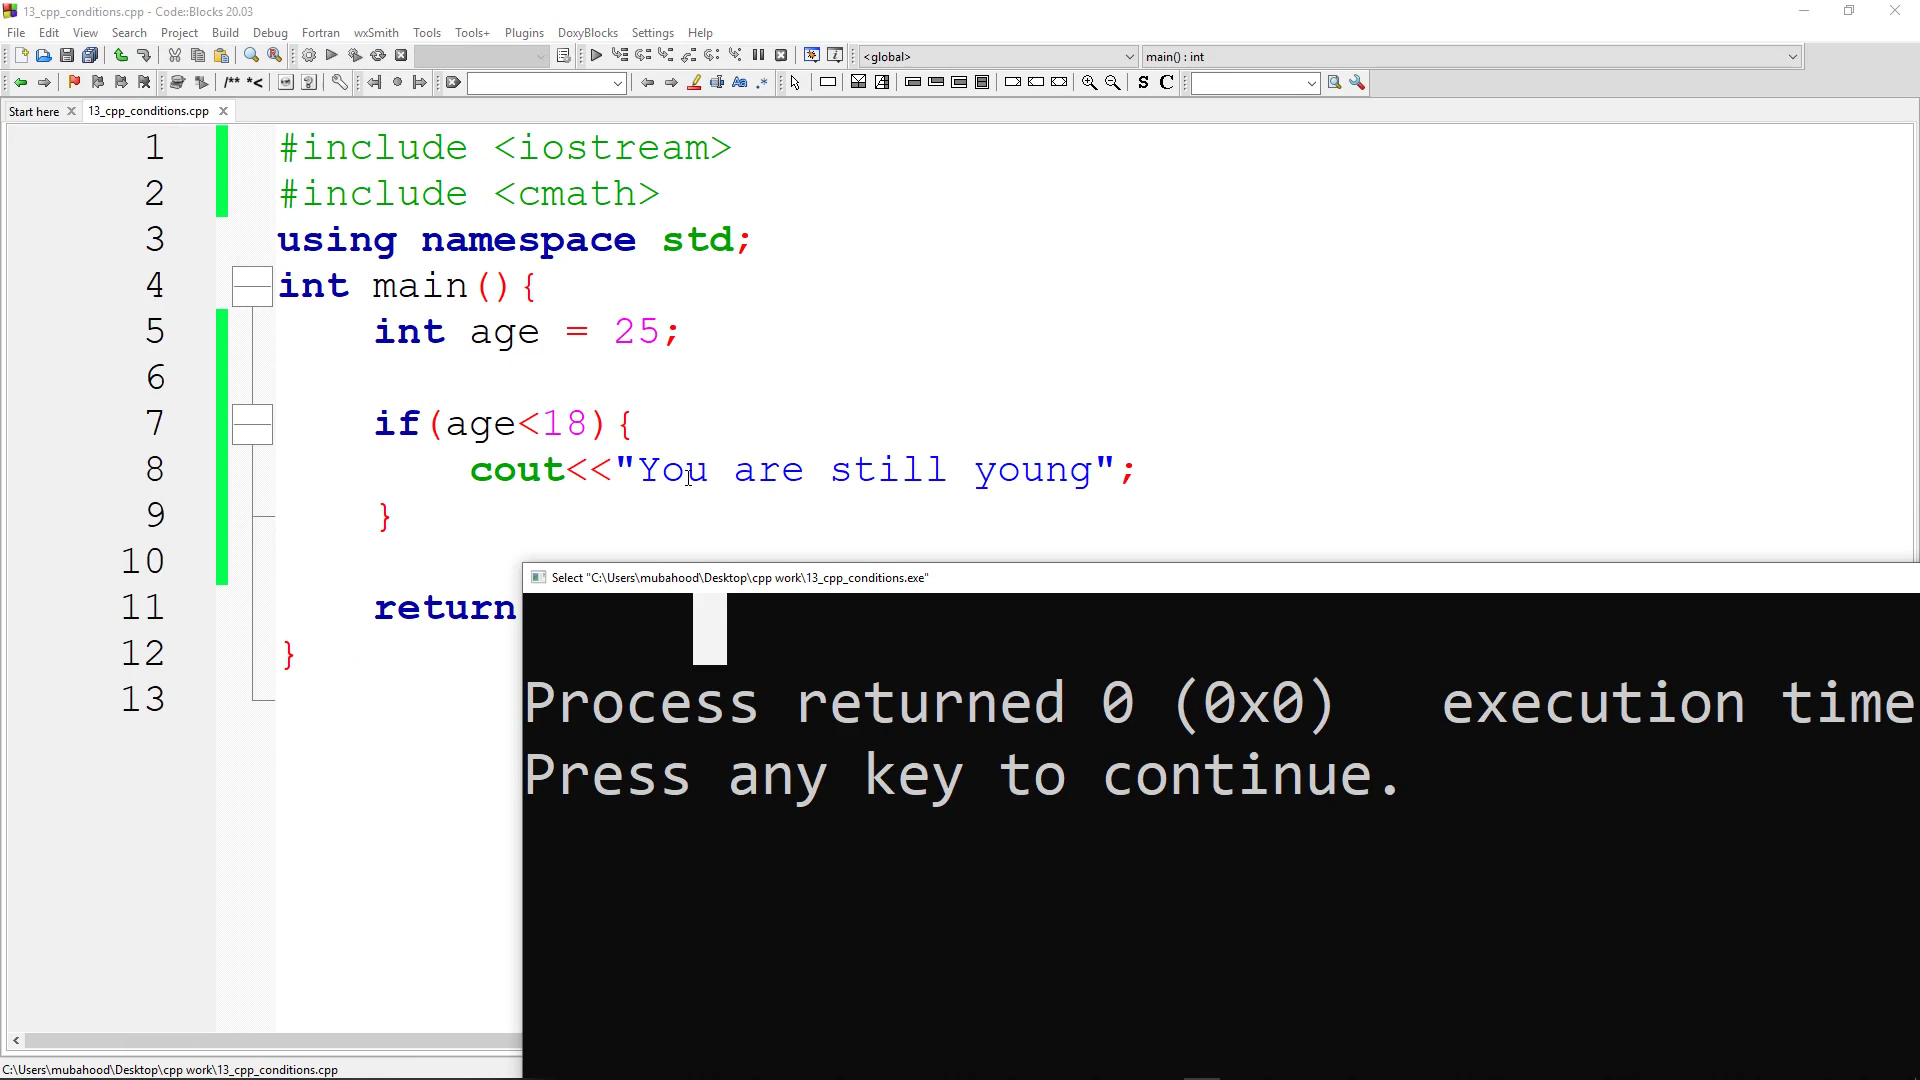 13_cpp_conditions.cpp - Code::Blocks 20.03
File Edit View Search Project Build Debug Fortran wxSmith Tools Tools+ Plugins DoxyBlocks Settings Help
<global> main() : int
/** *< Aa .* S C
Start here 13_cpp_conditions.cpp
1 #include <iostream>
2 #include <cmath>
3 using namespace std;
4 int main(){
5 int age = 25;
6
7 if(age<18){
8 cout<<"You are still young";
9 }
10
11 return
12 }
13
Select "C:\Users\mubahood\Desktop\cpp work\13_cpp_conditions.exe"
Process returned 0 (0x0)   execution time
Press any key to continue.
C:\Users\mubahood\Desktop\cpp work\13_cpp_conditions.cpp